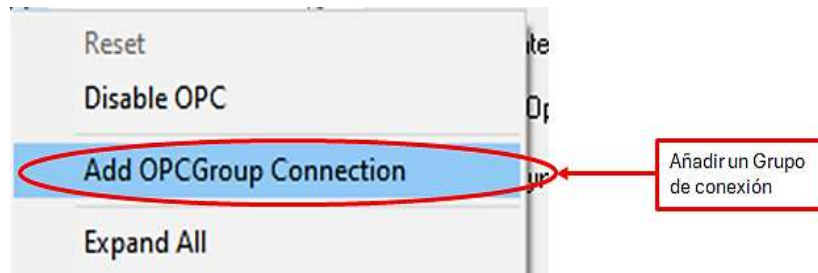 Reset
Disable OPC
Add OPCGroup Connection
Expand All
Añadir un Grupo
de conexión